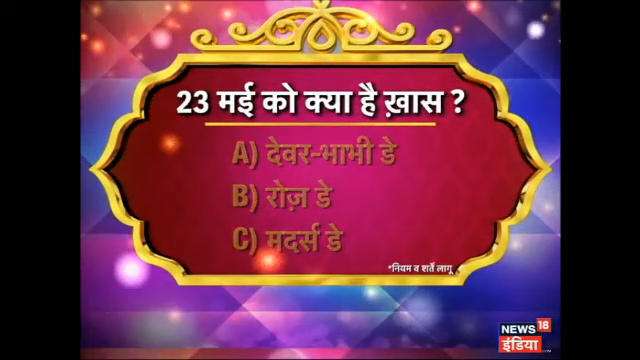 23 मई को क्या है ख़ास ?
A) देवर-भाभी डे
B) रोज़ डे
C) मदर्स डे
*नियम व शर्तें लागू
NEWS 18
इंडिया